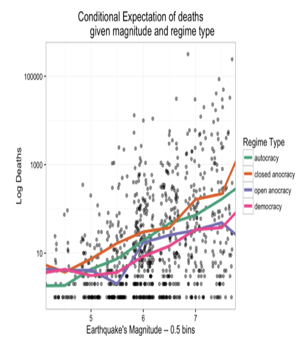 Conditional Expectation of deaths
given magnitude and regime type
100000
1000
10
Log Deaths
5 6 7
Earthquake's Magnitude – 0.5 bins
Regime Type
autocracy
closed anocracy
open anocracy
democracy